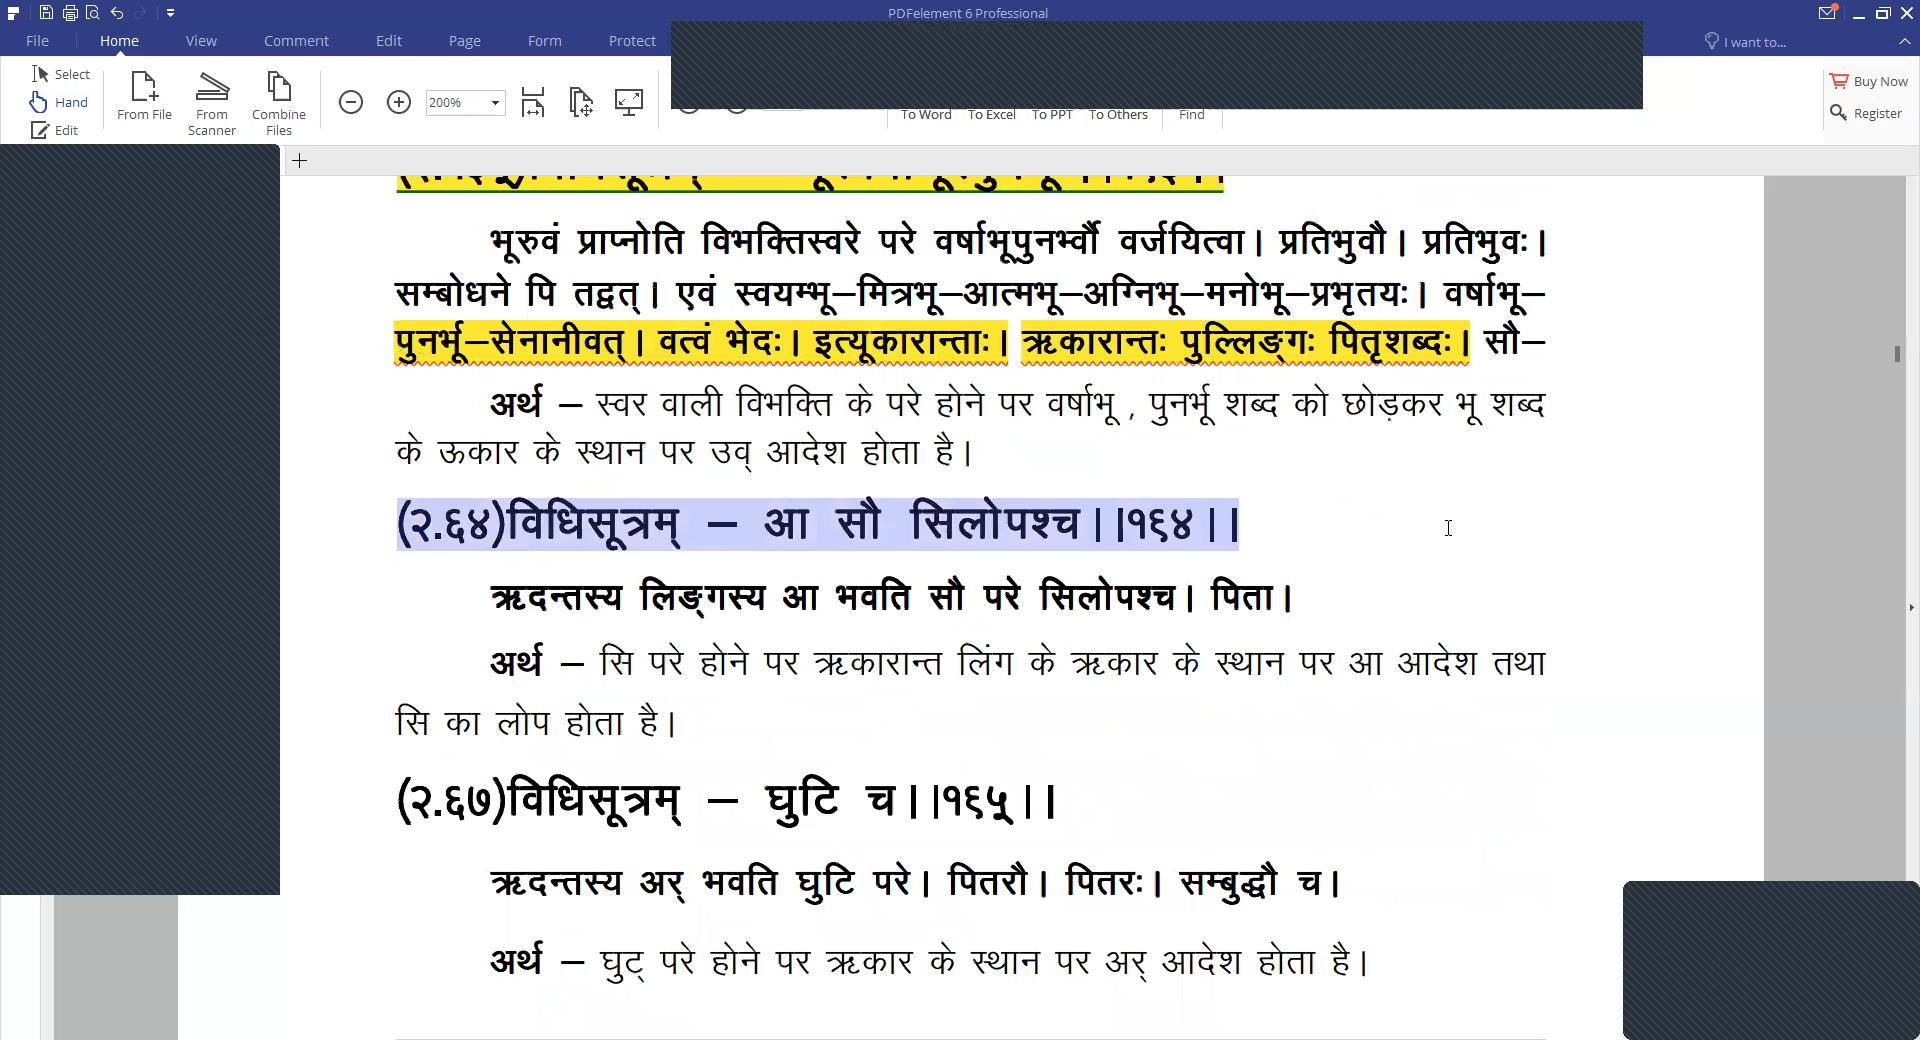 PDFelement 6 Professional
File Home View Comment Edit Page Form Protect I want to...
Select
Hand
Edit
From File
From Scanner
Combine Files
200%
To Word To Excel To PPT To Others Find
Buy Now
Register
भूरुवं प्राप्नोति विभक्तिस्वरे परे वर्षाभूपुनर्भ्वौ वर्जयित्वा। प्रतिभुवौ। प्रतिभुवः।
सम्बोधने पि तद्वत्। एवं स्वयम्भू–मित्रभू–आत्मभू–अग्निभू–मनोभू–प्रभृतयः। वर्षाभू–
पुनर्भू–सेनानीवत्। वत्वं भेदः। इत्यूकारान्ताः। ऋकारान्तः पुल्लिङ्गः पितृशब्दः। सौ–
अर्थ – स्वर वाली विभक्ति के परे होने पर वर्षाभू , पुनर्भू शब्द को छोड़कर भू शब्द
के ऊकार के स्थान पर उव् आदेश होता है।
(२.६४)विधिसूत्रम् – आ सौ सिलोपश्च।।१९४।।
ऋदन्तस्य लिङ्गस्य आ भवति सौ परे सिलोपश्च। पिता।
अर्थ – सि परे होने पर ऋकारान्त लिंग के ऋकार के स्थान पर आ आदेश तथा
सि का लोप होता है।
(२.६७)विधिसूत्रम् – घुटि च।।१९५।।
ऋदन्तस्य अर् भवति घुटि परे। पितरौ। पितरः। सम्बुद्धौ च।
अर्थ – घुट् परे होने पर ऋकार के स्थान पर अर् आदेश होता है।